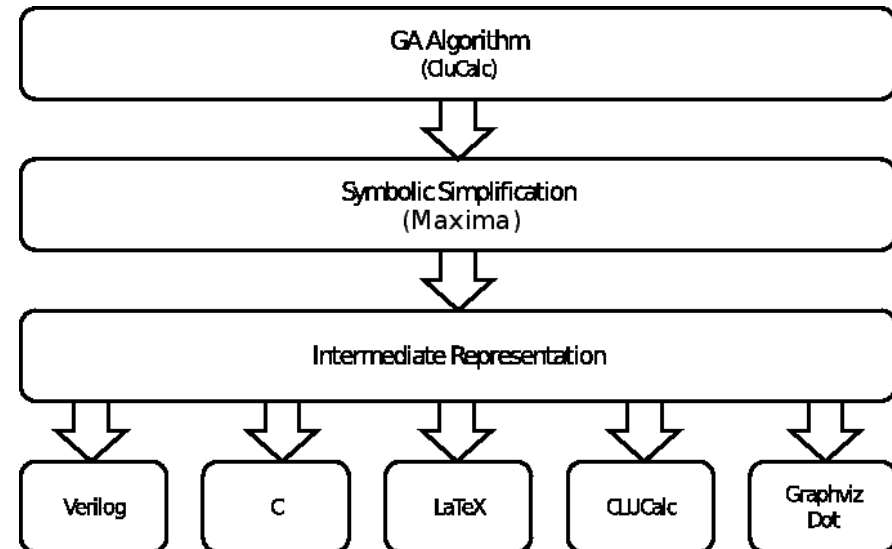 GA Algorithm
(CluCalc)
Symbolic Simplification
(Maxima)
Intermediate Representation
Verilog
C
LaTeX
CLUCalc
Graphviz
Dot